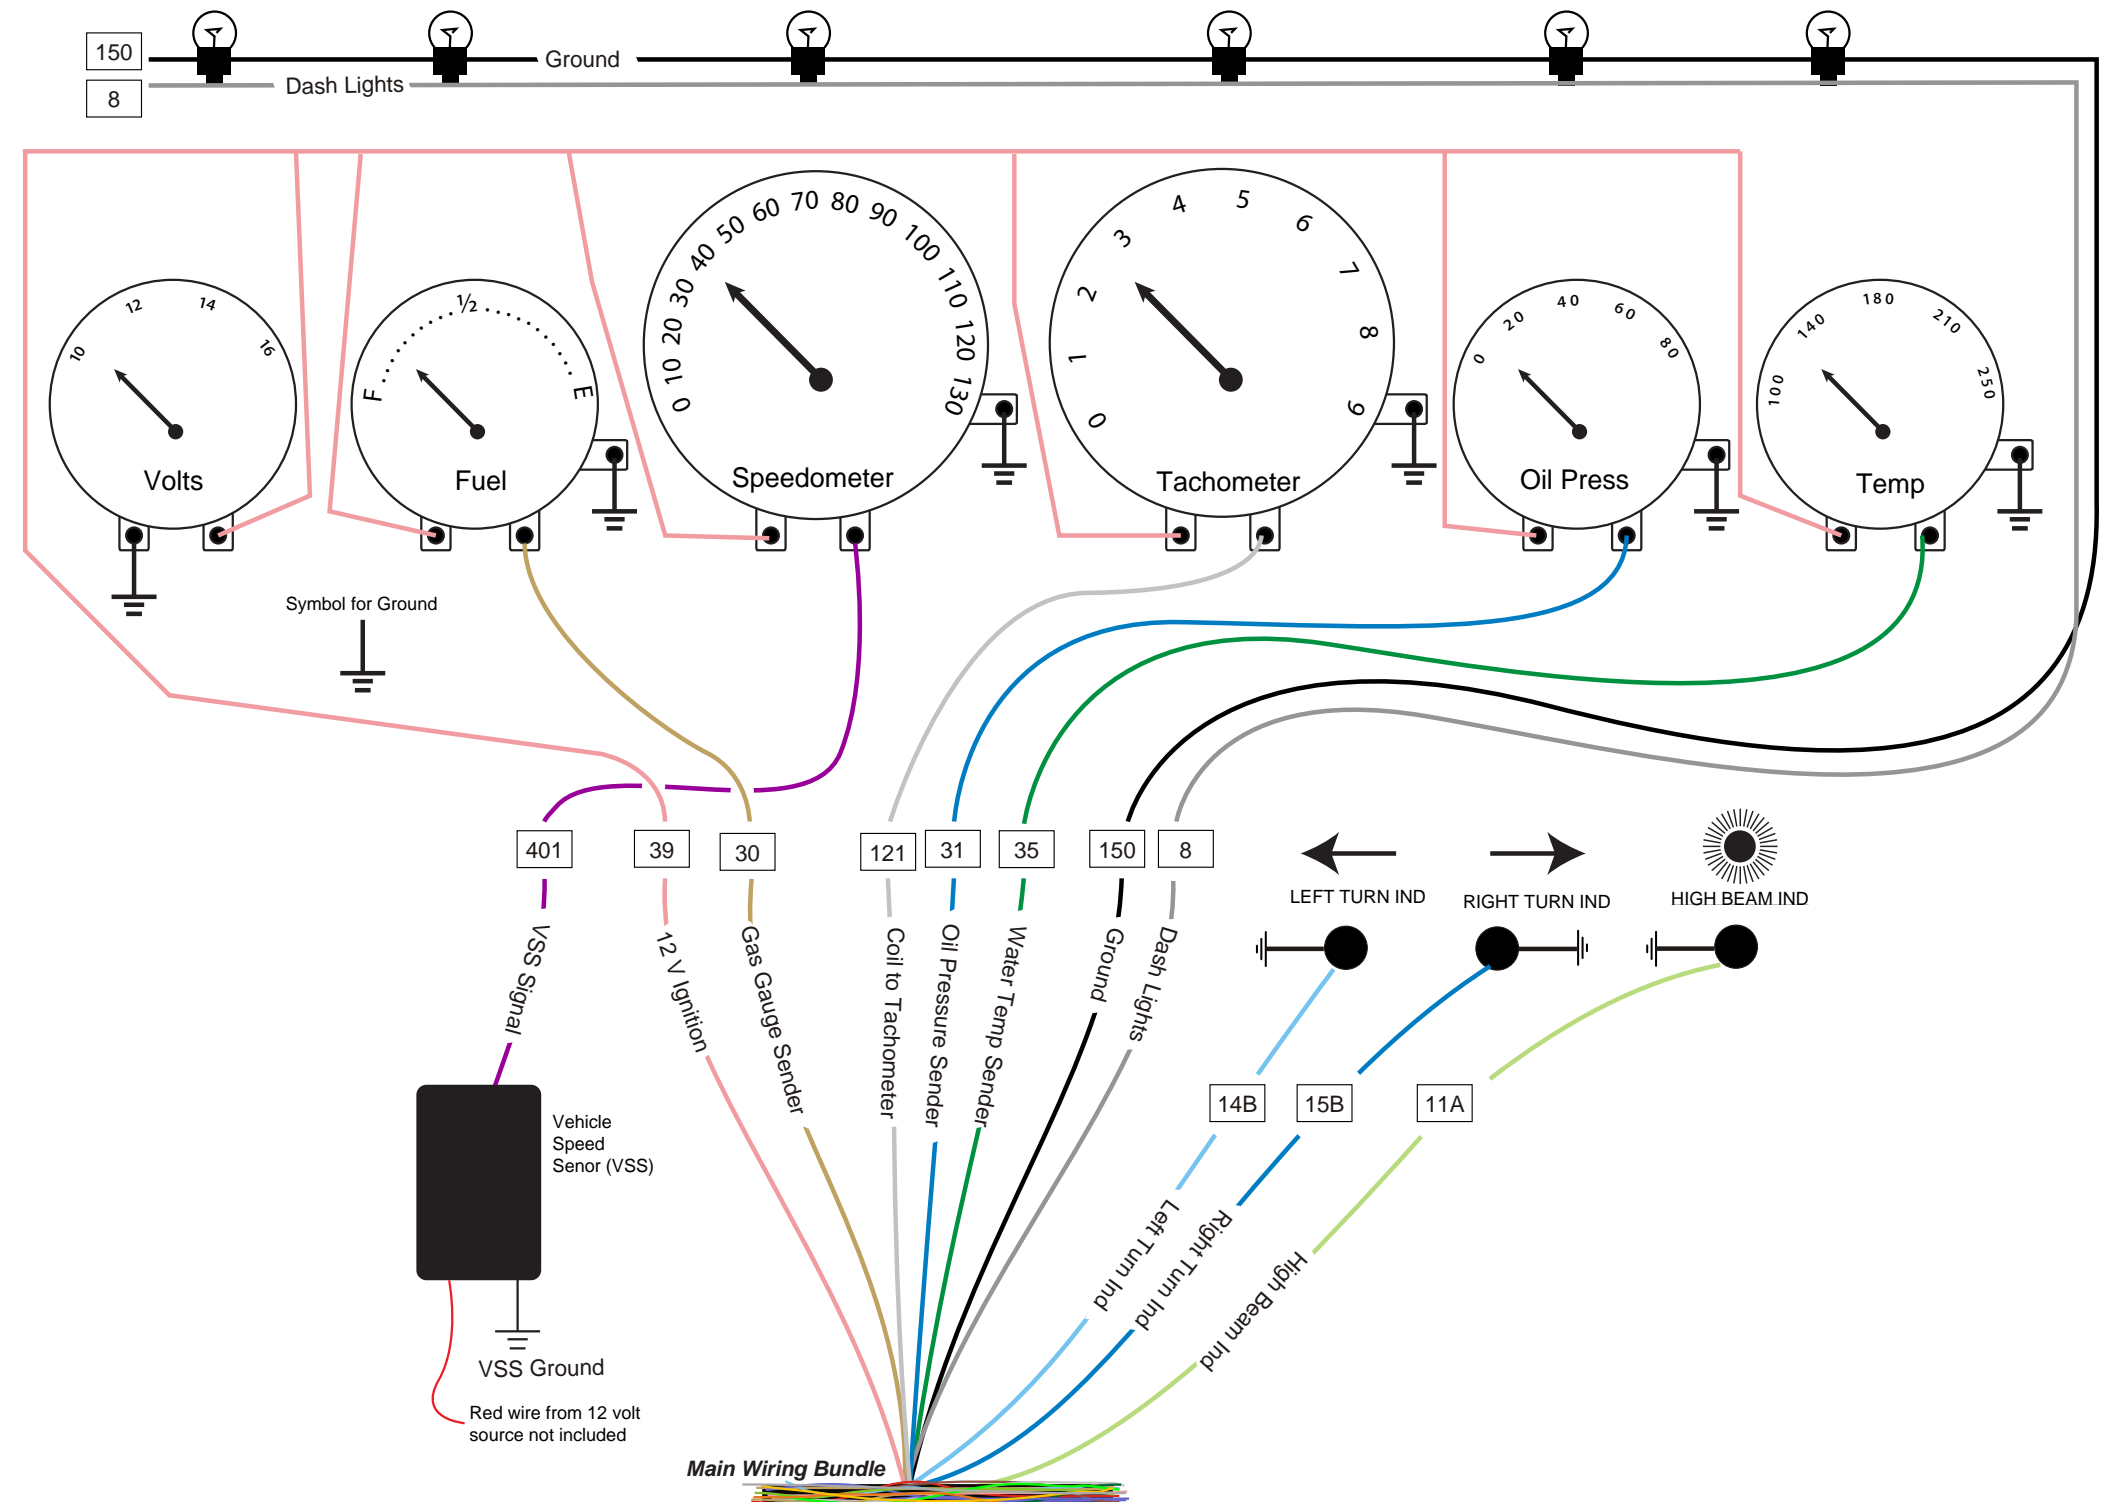 150
Ground
8
Dash Lights
10
12
14
16
Volts
F
½
E
Fuel
0
10
20
30
40
50
60
70
80
90
100
110
120
130
Speedometer
0
1
2
3
4
5
6
7
8
9
Tachometer
0
20
40
60
80
Oil Press
100
140
180
210
250
Temp
Symbol for Ground
401
39
30
121
31
35
150
8
LEFT TURN IND
RIGHT TURN IND
HIGH BEAM IND
VSS Signal
12 V Ignition
Gas Gauge Sender
Coil to Tachometer
Oil Pressure Sender
Water Temp Sender
Ground
Dash Lights
14B
15B
11A
Vehicle
Speed
Senor (VSS)
Left Turn Ind
Right Turn Ind
High Beam Ind
VSS Ground
Red wire from 12 volt
source not included
Main Wiring Bundle